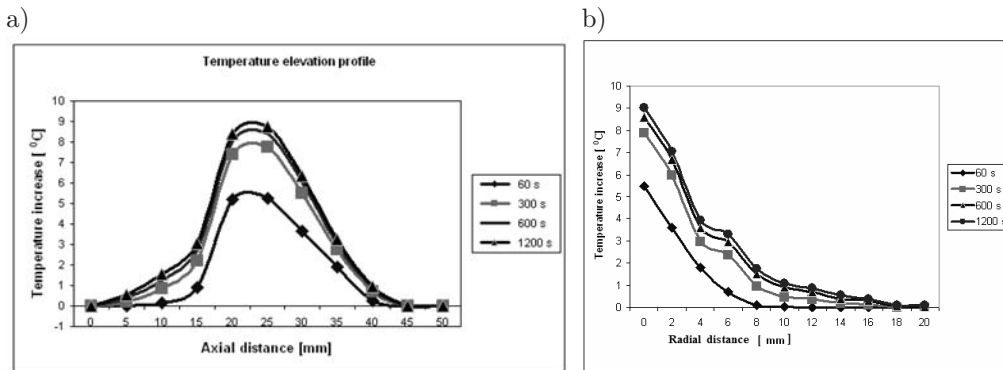 a)
b)
Temperature elevation profile
Temperature increase [ ⁰C]
10
9
8
7
6
5
4
3
2
1
0
-1
0 5 10 15 20 25 30 35 40 45 50
Axial distance [mm]
60 s
300 s
600 s
1200 s
Temperature increase [ ⁰C]
10
9
8
7
6
5
4
3
2
1
0
0 2 4 6 8 10 12 14 16 18 20
Radial distance [ mm ]
60 s
300 s
600 s
1200 s